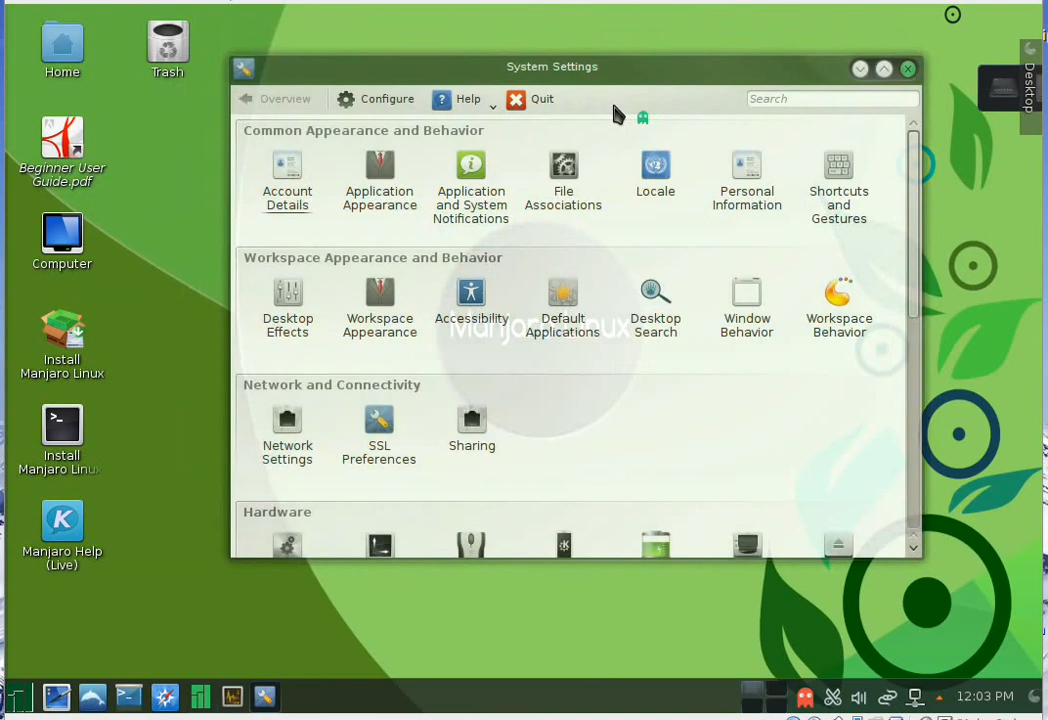 Home
Trash
Beginner User
Guide.pdf
Computer
Install
Manjaro Linux
Install
Manjaro Linux
Manjaro Help
(Live)
System Settings
Overview
Configure
Help
Quit
Search
Common Appearance and Behavior
Account
Details
Application
Appearance
Application
and System
Notifications
File
Associations
Locale
Personal
Information
Shortcuts
and
Gestures
Workspace Appearance and Behavior
Desktop
Effects
Workspace
Appearance
Accessibility
Default
Applications
Desktop
Search
Window
Behavior
Workspace
Behavior
Manjaro Linux
Network and Connectivity
Network
Settings
SSL
Preferences
Sharing
Hardware
Desktop
12:03 PM